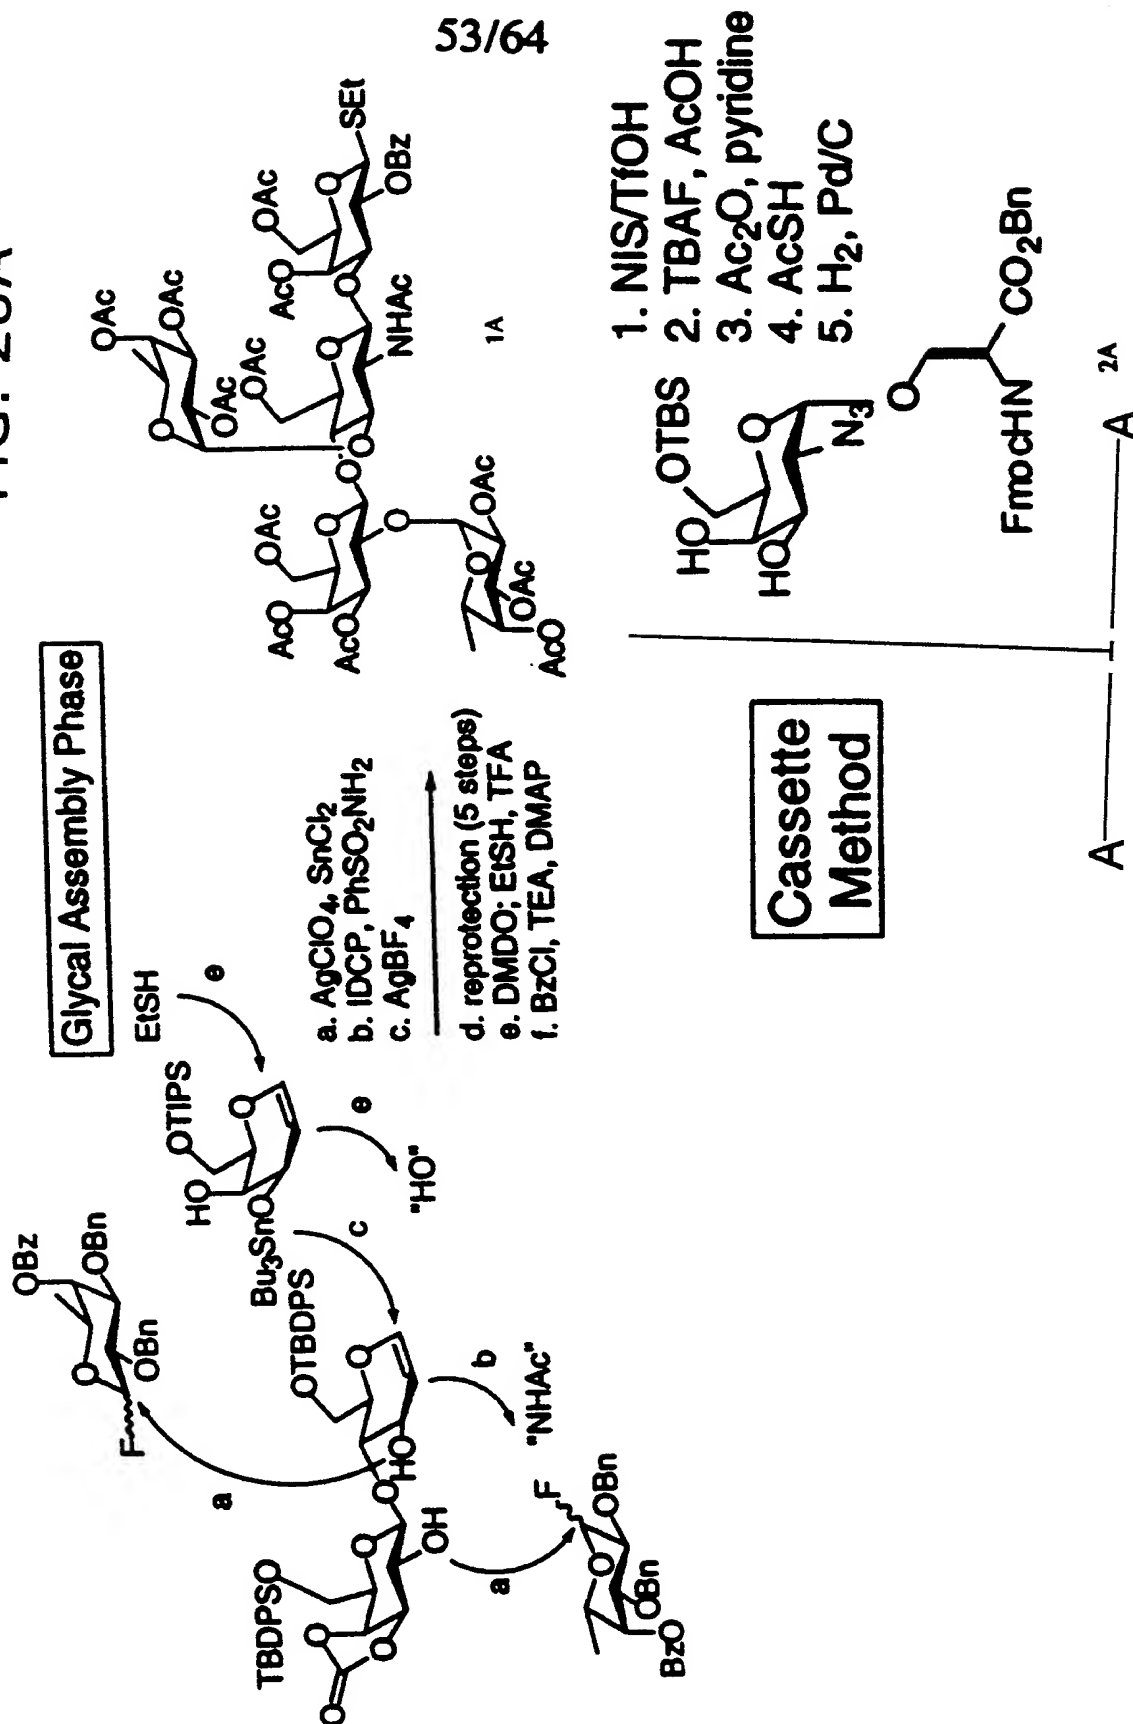 53/64
Glycal Assembly Phase
EtSH
e
OTIPS
HO
Bu3SnO
e
"HO"
c
OBz
OBn
OBn
F
a
OTBDPS
HO
O
b
"NHAc"
TBDPSO
O
O
O
O
OH
a
F
O
OBn
OBn
BzO
a. AgClO4, SnCl2
b. IDCP, PhSO2NH2
c. AgBF4
d. reprotection (5 steps)
e. DMDO; EtSH, TFA
f. BzCl, TEA, DMAP
OAc
OAc
OAc
O
OAc
AcO
AcO
O
O
O
OAc
NHAc
O
OAc
AcO
O
SEt
OBz
O
O
OAc
OAc
AcO
1A
Cassette
Method
HO
OTBS
HO
O
N3
O
FmocHN
CO2Bn
2A
1. NIS/TfOH
2. TBAF, AcOH
3. Ac2O, pyridine
4. AcSH
5. H2, Pd/C
A
A